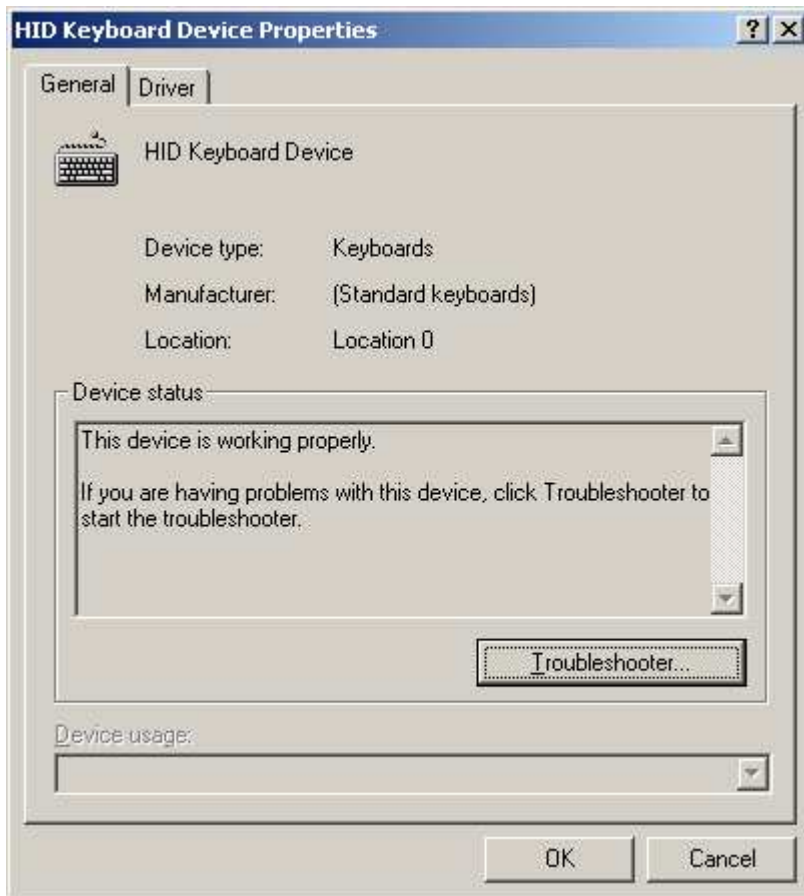 HID Keyboard Device Properties
General Driver
HID Keyboard Device
Device type: Keyboards
Manufacturer: (Standard keyboards)
Location: Location 0
Device status
This device is working properly.
If you are having problems with this device, click Troubleshooter to
start the troubleshooter.
Troubleshooter...
Device usage:
OK Cancel